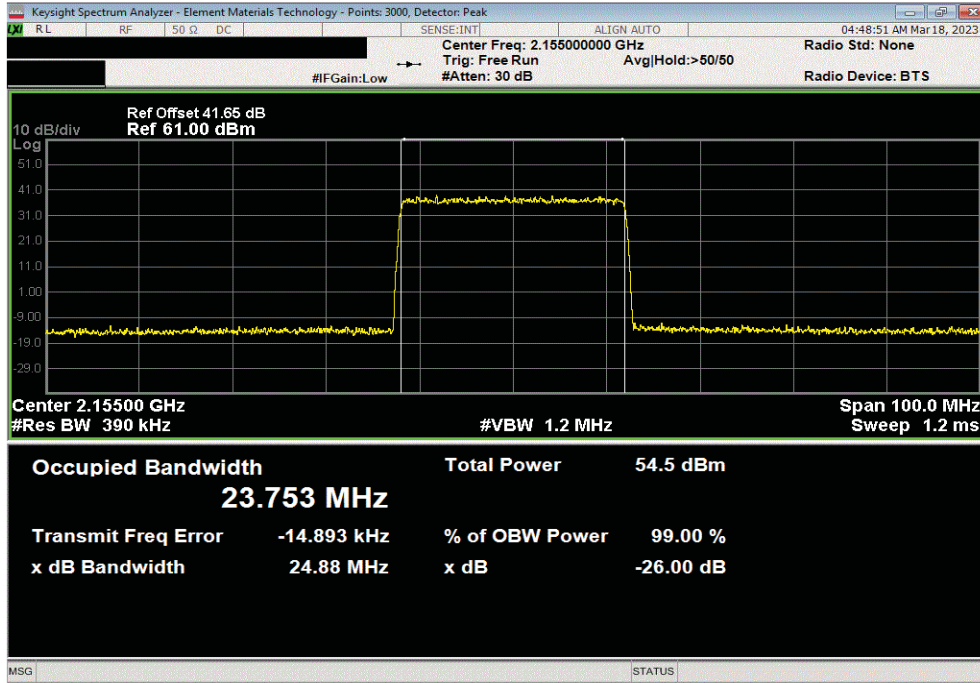 Keysight Spectrum Analyzer - Element Materials Technology - Points: 3000, Detector: Peak
LXI RL RF 50 Ω DC SENSE:INT ALIGN AUTO 04:48:51 AM Mar 18, 2023
Center Freq: 2.155000000 GHz Radio Std: None
Trig: Free Run Avg|Hold:>50/50
#IFGain:Low #Atten: 30 dB Radio Device: BTS
Ref Offset 41.65 dB
10 dB/div Ref 61.00 dBm
Log
51.0
41.0
31.0
21.0
11.0
1.00
-9.00
-19.0
-29.0
Center 2.15500 GHz Span 100.0 MHz
#Res BW 390 kHz #VBW 1.2 MHz Sweep 1.2 ms
Occupied Bandwidth Total Power 54.5 dBm
23.753 MHz
Transmit Freq Error -14.893 kHz % of OBW Power 99.00 %
x dB Bandwidth 24.88 MHz x dB -26.00 dB
MSG STATUS